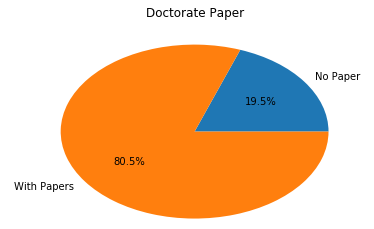 Doctorate Paper
No Paper
19.5%
80.5%
With Papers